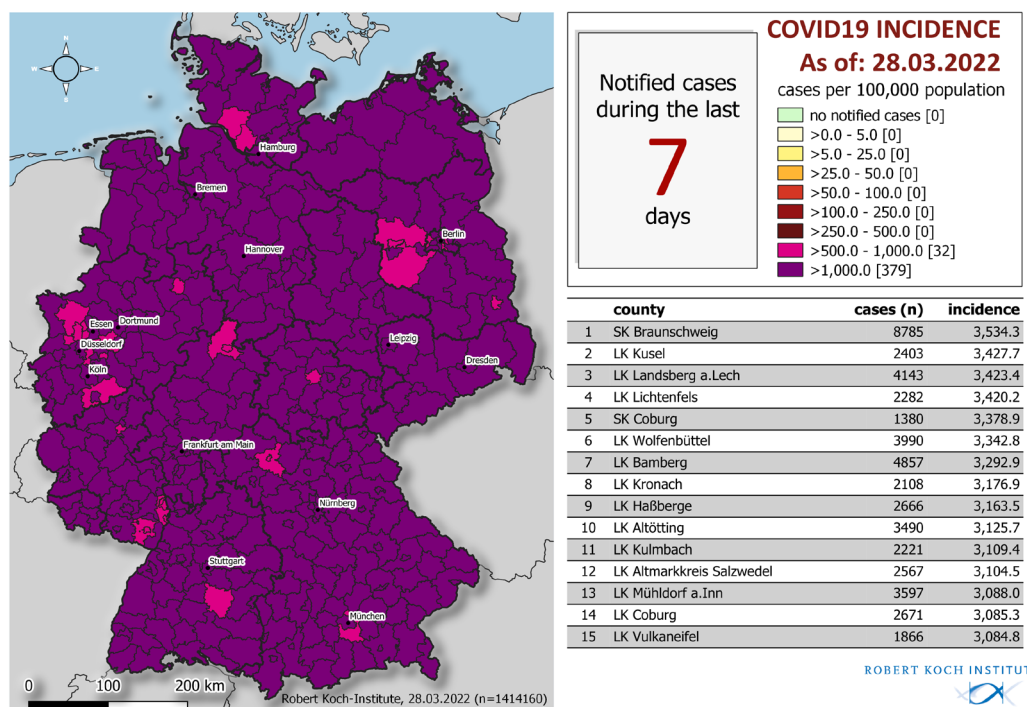 N
W
E
S
Hamburg
Bremen
Berlin
Hannover
Essen
Dortmund
Düsseldorf
Leipzig
Köln
Dresden
Frankfurt am Main
Nürnberg
Stuttgart
München
0 100 200 km
Robert Koch-Institute, 28.03.2022 (n=1414160)
Notified cases
during the last
7
days
COVID19 INCIDENCE
As of: 28.03.2022
cases per 100,000 population
no notified cases [0]
>0.0 - 5.0 [0]
>5.0 - 25.0 [0]
>25.0 - 50.0 [0]
>50.0 - 100.0 [0]
>100.0 - 250.0 [0]
>250.0 - 500.0 [0]
>500.0 - 1,000.0 [32]
>1,000.0 [379]
county cases (n) incidence
1 SK Braunschweig 8785 3,534.3
2 LK Kusel 2403 3,427.7
3 LK Landsberg a.Lech 4143 3,423.4
4 LK Lichtenfels 2282 3,420.2
5 SK Coburg 1380 3,378.9
6 LK Wolfenbüttel 3990 3,342.8
7 LK Bamberg 4857 3,292.9
8 LK Kronach 2108 3,176.9
9 LK Haßberge 2666 3,163.5
10 LK Altötting 3490 3,125.7
11 LK Kulmbach 2221 3,109.4
12 LK Altmarkkreis Salzwedel 2567 3,104.5
13 LK Mühldorf a.Inn 3597 3,088.0
14 LK Coburg 2671 3,085.3
15 LK Vulkaneifel 1866 3,084.8
ROBERT KOCH INSTITUT